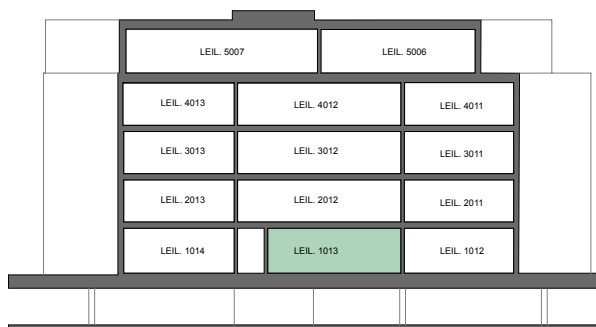 LEIL. 5007
LEIL. 5006
LEIL. 4013
LEIL. 4012
LEIL. 4011
LEIL. 3013
LEIL. 3012
LEIL. 3011
LEIL. 2013
LEIL. 2012
LEIL. 2011
LEIL. 1014
LEIL. 1013
LEIL. 1012